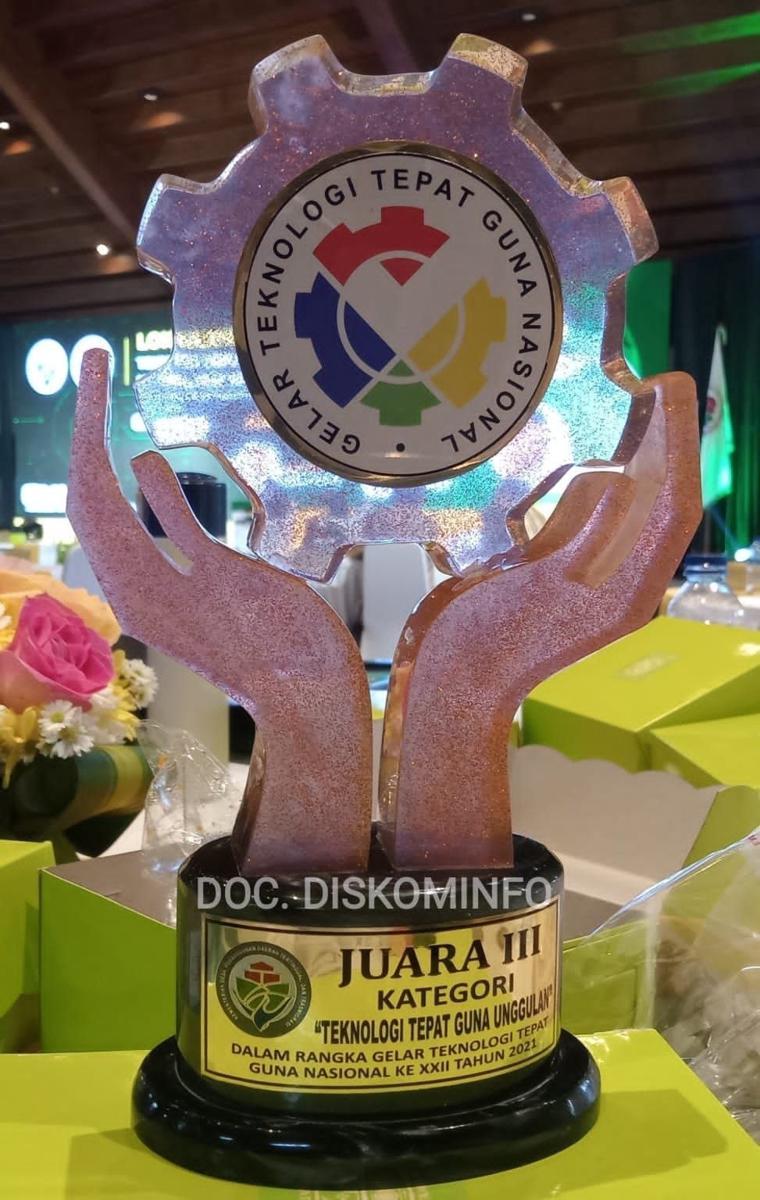 GELAR TEKNOLOGI TEPAT GUNA NASIONAL
DOC. DISKOMINFO
JUARA III
KATEGORI
"TEKNOLOGI TEPAT GUNA UNGGULAN"
DALAM RANGKA GELAR TEKNOLOGI TEPAT
GUNA NASIONAL KE XXII TAHUN 2021